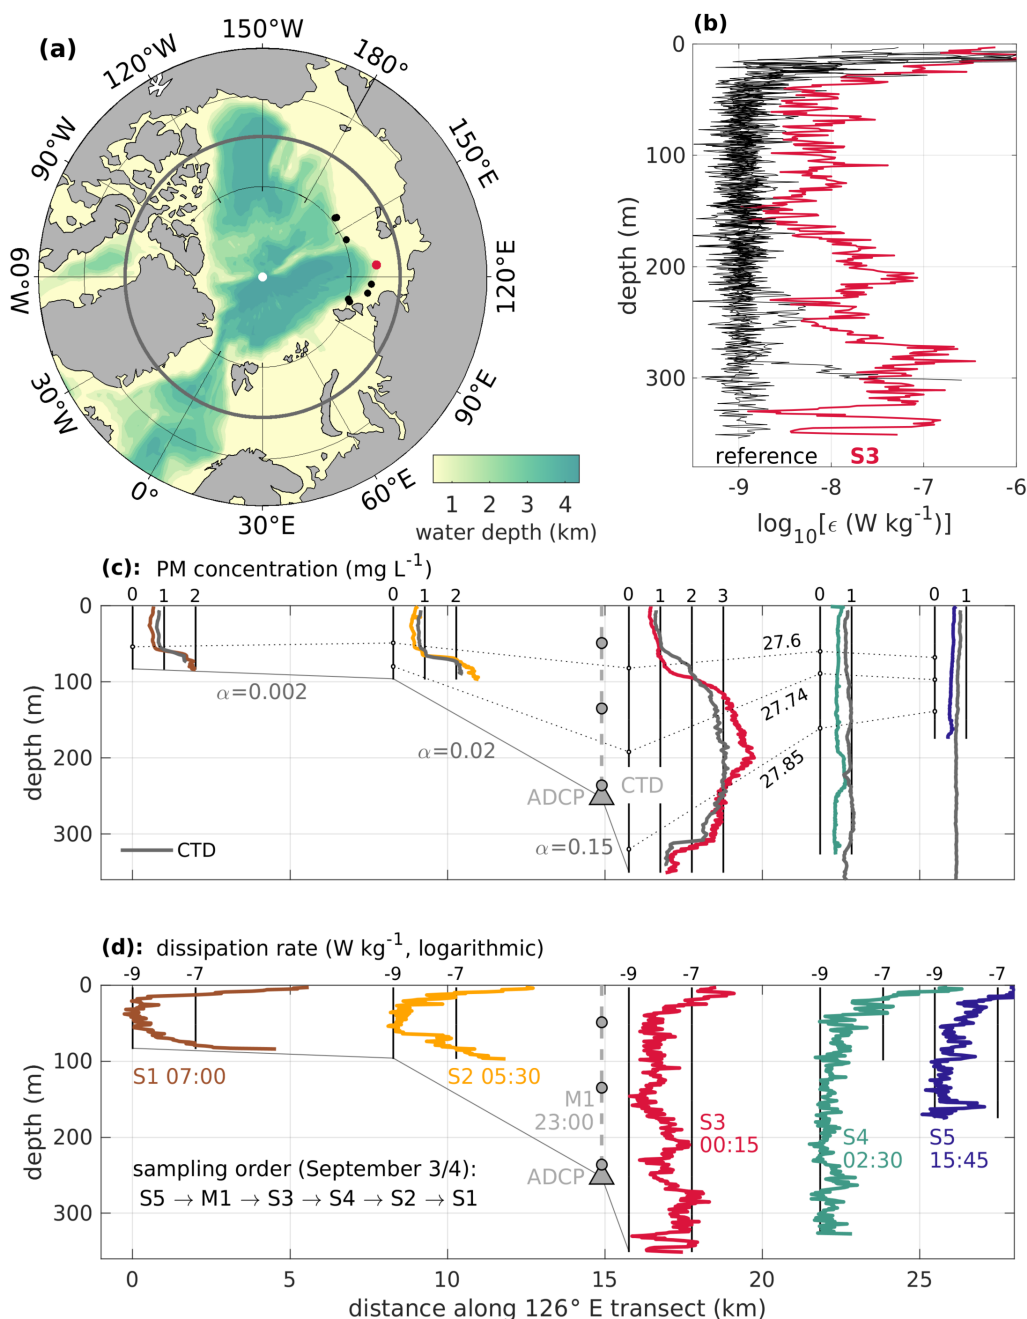 (a)
150°W
180°
150°E
120°E
90°E
60°E
30°E
0°
30°W
60°W
90°W
120°W
1 2 3 4
water depth (km)
(b)
0
100
200
300
depth (m)
reference S3
-9 -8 -7 -6
log10[ϵ (W kg-1)]
(c): PM concentration (mg L-1)
0 1 2 0 1 2 0 1 2 3 0 1 0 1
0
100
200
300
depth (m)
27.6
27.74
27.85
α=0.002
α=0.02
α=0.15
ADCP
CTD
CTD
(d): dissipation rate (W kg-1, logarithmic)
-9 -7 -9 -7 -9 -7 -9 -7 -9 -7
0
100
200
300
depth (m)
S1 07:00
S2 05:30
M1
23:00
ADCP
S3
00:15
S4
02:30
S5
15:45
sampling order (September 3/4):
S5 → M1 → S3 → S4 → S2 → S1
0 5 10 15 20 25
distance along 126° E transect (km)